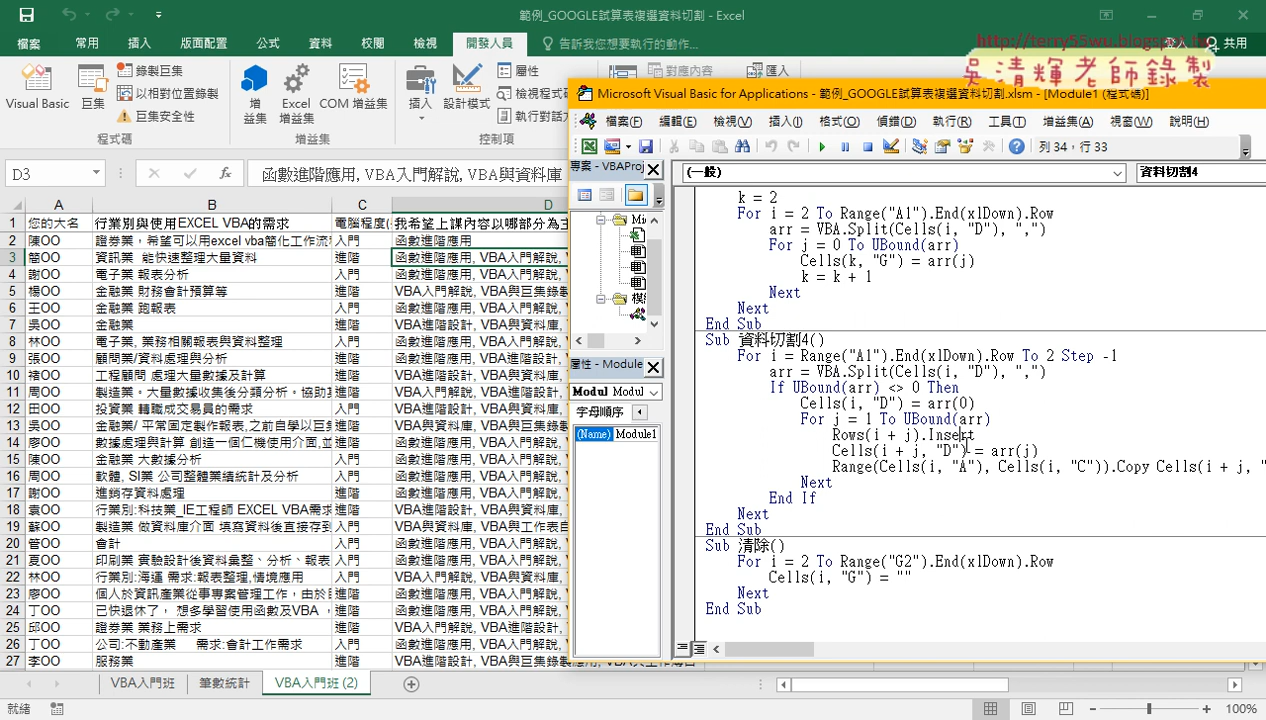 範例_GOOGLE試算表複選資料切割 - Excel
http://terry55wu.blogspot.tw
吳清輝老師錄製
登入 共用
檔案 常用 插入 版面配置 公式 資料 校閱 檢視 開發人員 告訴我您想要執行的動作...
Visual Basic 巨集 錄製巨集 以相對位置錄製 巨集安全性
增益集 Excel 增益集 COM 增益集 插入 設計模式 屬性 檢視程式碼 執行對話方 對應內容 匯入
程式碼 增益集 控制項
D3 fx 函數進階應用, VBA入門解說, VBA與資料庫
A B C D
1 您的大名 行業別與使用EXCEL VBA的需求 電腦程度( 我希望上課內容以哪部分為主
2 陳OO 證券業，希望可以用excel vba簡化工作流 入門 函數進階應用
3 簡OO 資訊業 能快速整理大量資料 進階 函數進階應用, VBA入門解說,
4 謝OO 電子業 報表分析 入門 函數進階應用, VBA入門解說,
5 楊OO 金融業 財務會計預算等 進階 VBA入門解說, VBA與巨集錄
6 王OO 金融業 跑報表 入門 函數進階應用, VBA入門解說,
7 吳OO 金融業 進階 VBA進階設計, VBA與資料庫,
8 林OO 電子業, 業務相關報表與資料整理 入門 函數進階應用, VBA入門解說,
9 張OO 顧問業/資料處理與分析 進階 函數進階應用, VBA入門解說,
10 褚OO 工程顧問 處理大量數據及計算 進階 VBA入門解說, VBA進階設計,
11 周OO 製造業。大量數據收集後分類分析。協助 進階 函數進階應用, VBA進階設計,
12 田OO 投資業 轉職成交易員的需求 入門 函數進階應用, VBA入門解說,
13 吳OO 金融業/ 平常固定製作報表,之前自學以 進階 函數進階應用, VBA入門解說,
14 廖OO 數據處理與計算 創造一個仁機使用介面,並 進階 函數進階應用, VBA入門解說,
15 陳OO 金融業 大數據分析 入門 VBA入門解說, VBA與巨集錄
16 周OO 軟體, SI公司 公司整體業績統計及分析 入門 函數進階應用, VBA入門解說,
17 謝OO 進銷存資料處理 進階 函數進階應用, VBA入門解說,
18 袁OO 行業別:科技業_IE工程師 EXCEL VBA需求 進階 函數進階應用, VBA入門解說,
19 蘇OO 製造業 做資料庫介面 填寫資料後直接存到 入門 VBA與資料庫, VBA與工作表自
20 管OO 會計 入門 函數進階應用, VBA入門解說,
21 夏OO 印刷業 實驗設計後資料彙整、分析、報表 入門 函數進階應用, VBA入門解說,
22 林OO 行業別:海運 需求:報表整理,情境應用 入門 VBA入門解說, VBA與資料庫,
23 廖OO 個人於資訊產業從事專案管理工作，由於 進階 函數進階應用, VBA入門解說,
24 丁OO 已快退休了， 想多學習使用函數及VBA ， 進階 函數進階應用, VBA入門解說,
25 邱OO 證券業 業務上需求 進階 VBA入門解說, VBA進階設計,
26 丁OO 公司:不動產業 需求:會計工作需求 入門 函數進階應用, VBA入門解說,
27 李OO 服務業 進階 VBA進階設計, VBA與巨集錄製應用, VBA與工作簿自
VBA入門班 筆數統計 VBA入門班 (2)
就緒 100%
Microsoft Visual Basic for Applications - 範例_GOOGLE試算表複選資料切割.xlsm - [Module1 (程式碼)]
檔案(F) 編輯(E) 檢視(V) 插入(I) 格式(O) 偵錯(D) 執行(R) 工具(T) 增益集(A) 視窗(W) 說明(H)
列 34，行 33
專案 - VBAProj
屬性 - Module
Modul Modul
字母順序
(Name) Module1
(一般) 資料切割4
k = 2
For i = 2 To Range("A1").End(xlDown).Row
arr = VBA.Split(Cells(i, "D"), ",")
For j = 0 To UBound(arr)
Cells(k, "G") = arr(j)
k = k + 1
Next
Next
End Sub
Sub 資料切割4()
For i = Range("A1").End(xlDown).Row To 2 Step -1
arr = VBA.Split(Cells(i, "D"), ",")
If UBound(arr) <> 0 Then
Cells(i, "D") = arr(0)
For j = 1 To UBound(arr)
Rows(i + j).Insert
Cells(i + j, "D") = arr(j)
Range(Cells(i, "A"), Cells(i, "C")).Copy Cells(i + j, "
Next
End If
Next
End Sub
Sub 清除()
For i = 2 To Range("G2").End(xlDown).Row
Cells(i, "G") = ""
Next
End Sub